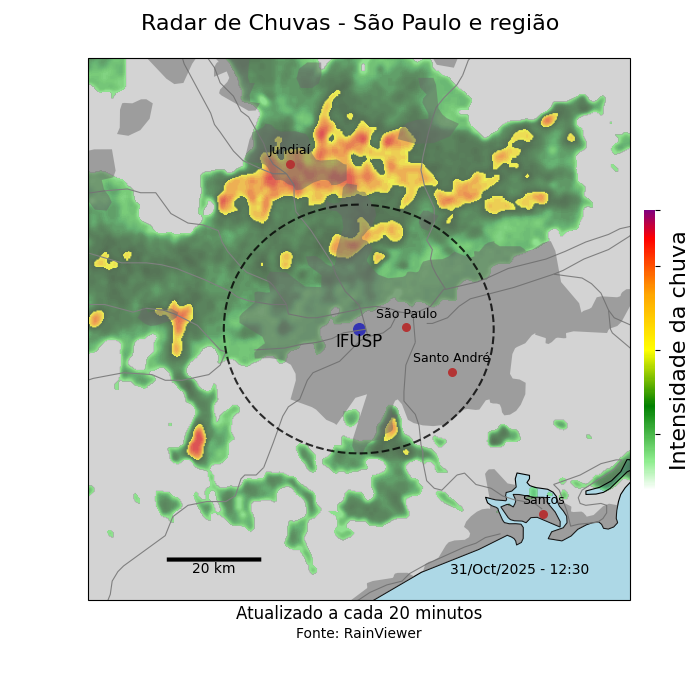 Radar de Chuvas - São Paulo e região
Jundiaí
São Paulo
IFUSP
Santo André
Santos
20 km
31/Oct/2025 - 12:30
Intensidade da chuva
Atualizado a cada 20 minutos
Fonte: RainViewer